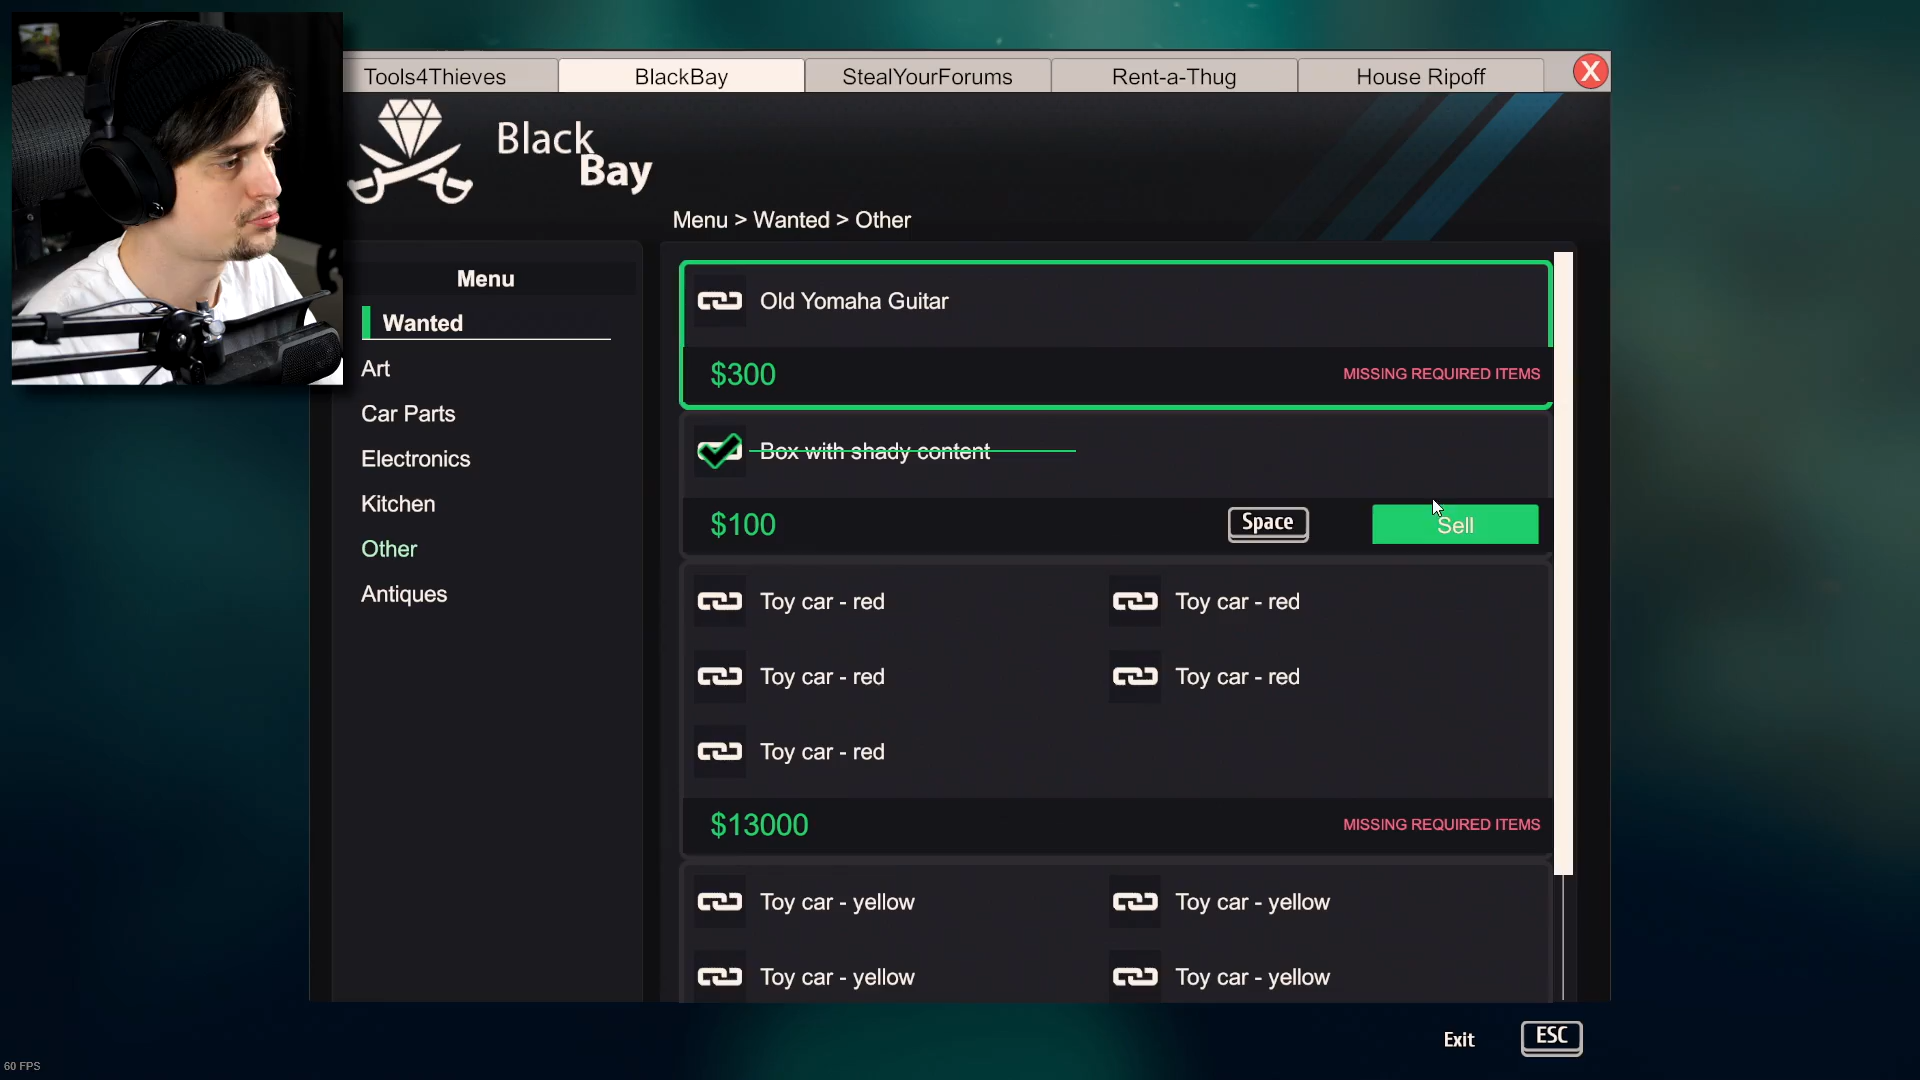 Tools4Thieves
BlackBay
StealYourForums
Rent-a-Thug
House Ripoff
X
Black
Bay
Menu > Wanted > Other
Menu
Wanted
Art
Car Parts
Electronics
Kitchen
Other
Antiques
Old Yomaha Guitar
$300
MISSING REQUIRED ITEMS
Box with shady content
$100
Space
Sell
Toy car - red
Toy car - red
Toy car - red
Toy car - red
Toy car - red
$13000
MISSING REQUIRED ITEMS
Toy car - yellow
Toy car - yellow
Toy car - yellow
Toy car - yellow
Exit
ESC
60 FPS